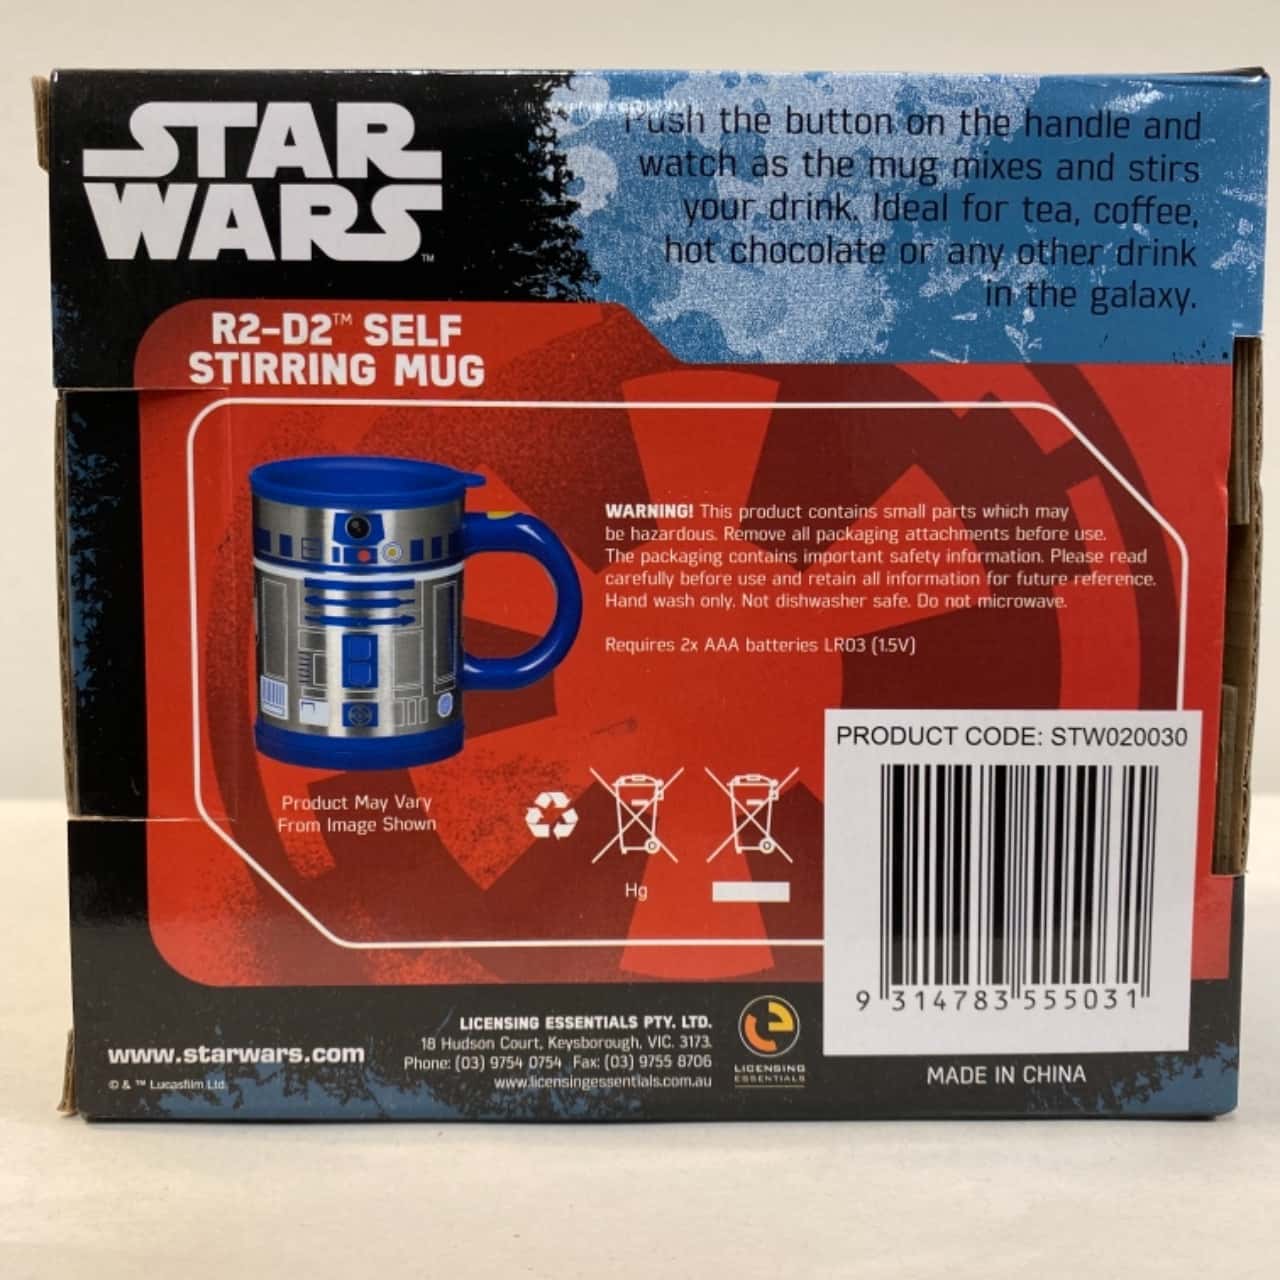 STAR
WARS™
Push the button on the handle and
watch as the mug mixes and stirs
your drink. Ideal for tea, coffee,
hot chocolate or any other drink
in the galaxy.
R2-D2™ SELF
STIRRING MUG
WARNING! This product contains small parts which may
be hazardous. Remove all packaging attachments before use.
The packaging contains important safety information. Please read
carefully before use and retain all information for future reference.
Hand wash only. Not dishwasher safe. Do not microwave.
Requires 2x AAA batteries LR03 (1.5V)
Product May Vary
From Image Shown
Hg
PRODUCT CODE: STW020030
9 314783 555031
MADE IN CHINA
LICENSING ESSENTIALS PTY. LTD.
18 Hudson Court, Keysborough, VIC. 3173.
Phone: (03) 9754 0754 Fax: (03) 9755 8706
www.licensingessentials.com.au
LICENSING
ESSENTIALS
www.starwars.com
© & ™ Lucasfilm Ltd.